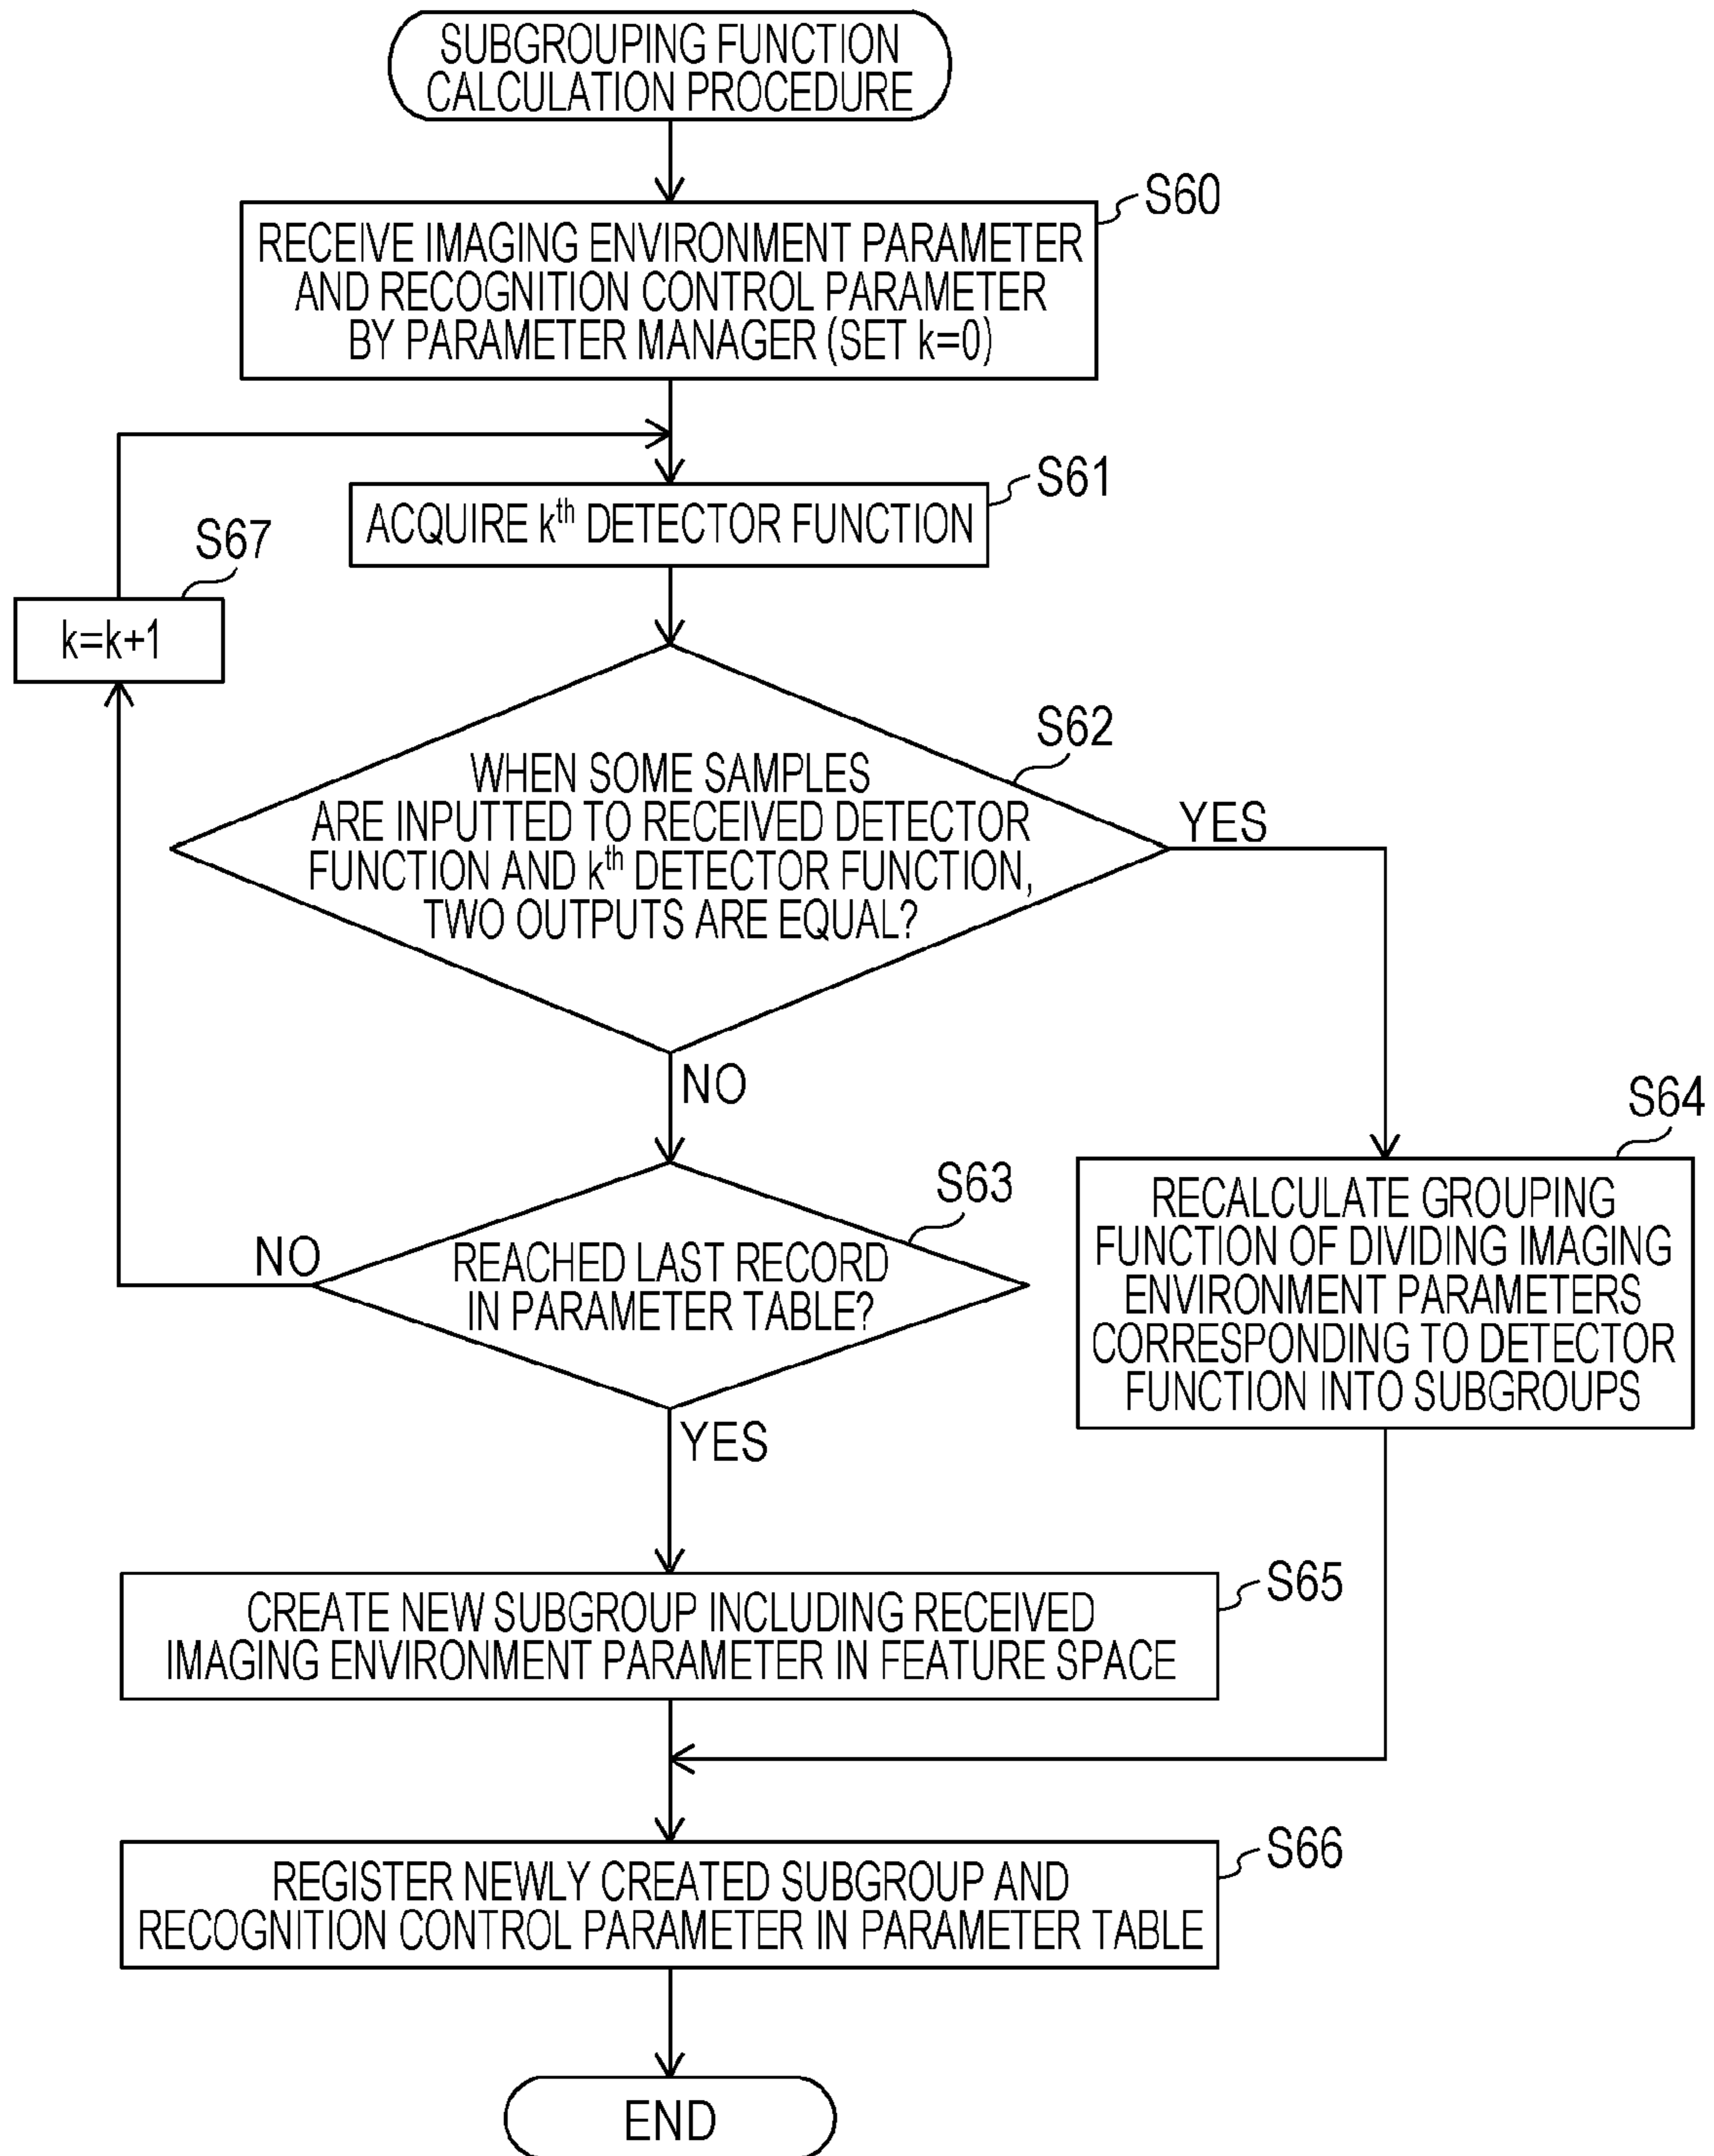 SUBGROUPING FUNCTION
CALCULATION PROCEDURE
S60
RECEIVE IMAGING ENVIRONMENT PARAMETER
AND RECOGNITION CONTROL PARAMETER
BY PARAMETER MANAGER (SET k=0)
S61
ACQUIRE kth DETECTOR FUNCTION
S67
k=k+1
S62
WHEN SOME SAMPLES
ARE INPUTTED TO RECEIVED DETECTOR
FUNCTION AND kth DETECTOR FUNCTION,
TWO OUTPUTS ARE EQUAL?
YES
NO
S63
REACHED LAST RECORD
IN PARAMETER TABLE?
NO
YES
S64
RECALCULATE GROUPING
FUNCTION OF DIVIDING IMAGING
ENVIRONMENT PARAMETERS
CORRESPONDING TO DETECTOR
FUNCTION INTO SUBGROUPS
S65
CREATE NEW SUBGROUP INCLUDING RECEIVED
IMAGING ENVIRONMENT PARAMETER IN FEATURE SPACE
S66
REGISTER NEWLY CREATED SUBGROUP AND
RECOGNITION CONTROL PARAMETER IN PARAMETER TABLE
END